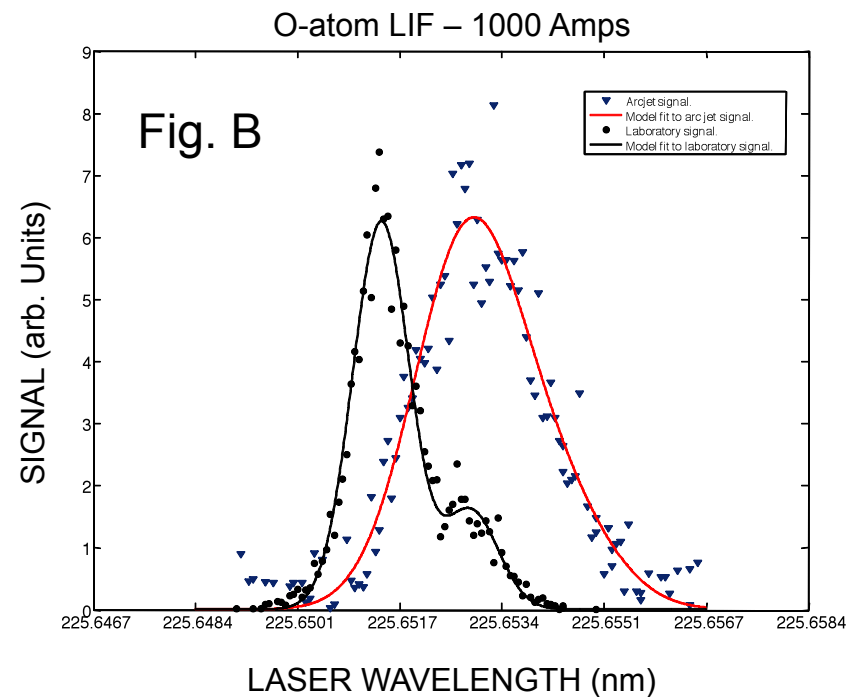 O-atom LIF – 1000 Amps
Fig. B
Arcjet signal.
Model fit to arc jet signal.
Laboratory signal.
Model fit to laboratory signal.
SIGNAL (arb. Units)
9
8
7
6
5
4
3
2
1
0
225.6467 225.6484 225.6501 225.6517 225.6534 225.6551 225.6567 225.6584
LASER WAVELENGTH (nm)